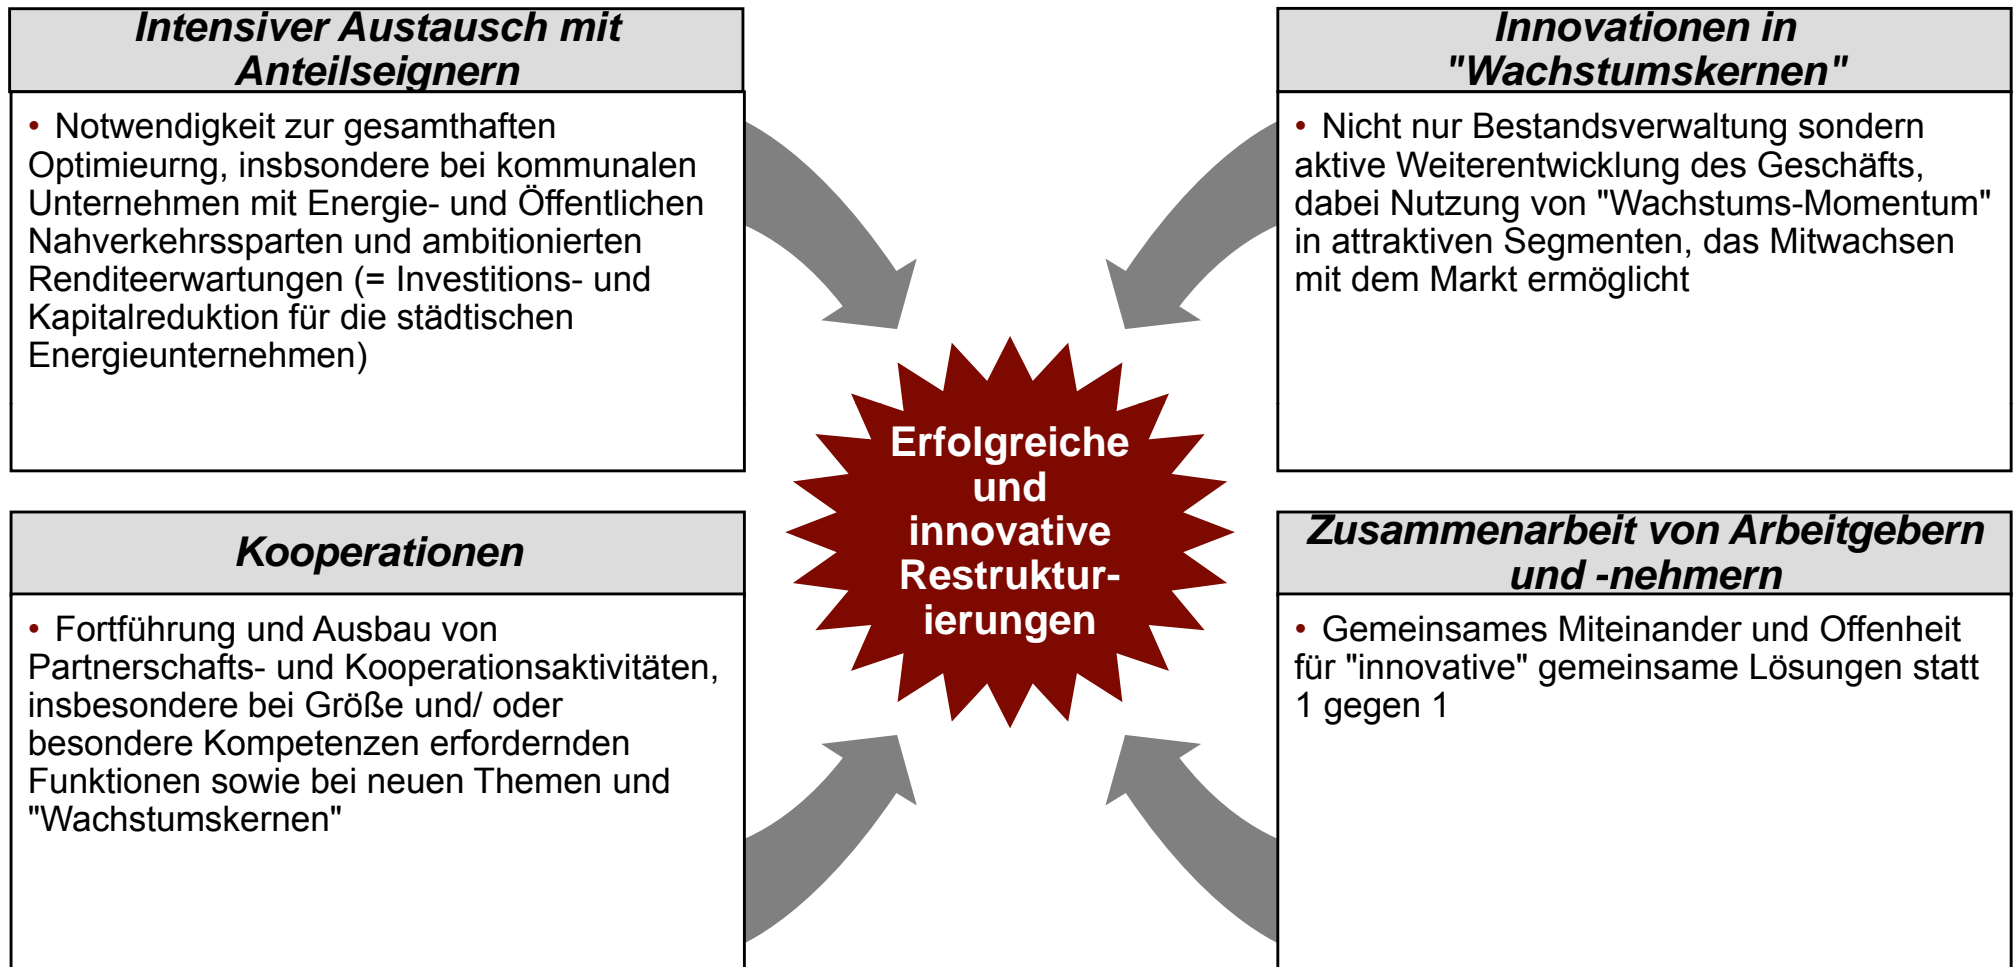 Intensiver Austausch mit
Anteilseignern
• Notwendigkeit zur gesamthaften
Optimieurng, insbsondere bei kommunalen
Unternehmen mit Energie- und Öffentlichen
Nahverkehrssparten und ambitionierten
Renditeerwartungen (= Investitions- und
Kapitalreduktion für die städtischen
Energieunternehmen)
Innovationen in
"Wachstumskernen"
• Nicht nur Bestandsverwaltung sondern
aktive Weiterentwicklung des Geschäfts,
dabei Nutzung von "Wachstums-Momentum"
in attraktiven Segmenten, das Mitwachsen
mit dem Markt ermöglicht
Erfolgreiche
und
innovative
Restruktur-
ierungen
Kooperationen
• Fortführung und Ausbau von
Partnerschafts- und Kooperationsaktivitäten,
insbesondere bei Größe und/ oder
besondere Kompetenzen erfordernden
Funktionen sowie bei neuen Themen und
"Wachstumskernen"
Zusammenarbeit von Arbeitgebern
und -nehmern
• Gemeinsames Miteinander und Offenheit
für "innovative" gemeinsame Lösungen statt
1 gegen 1